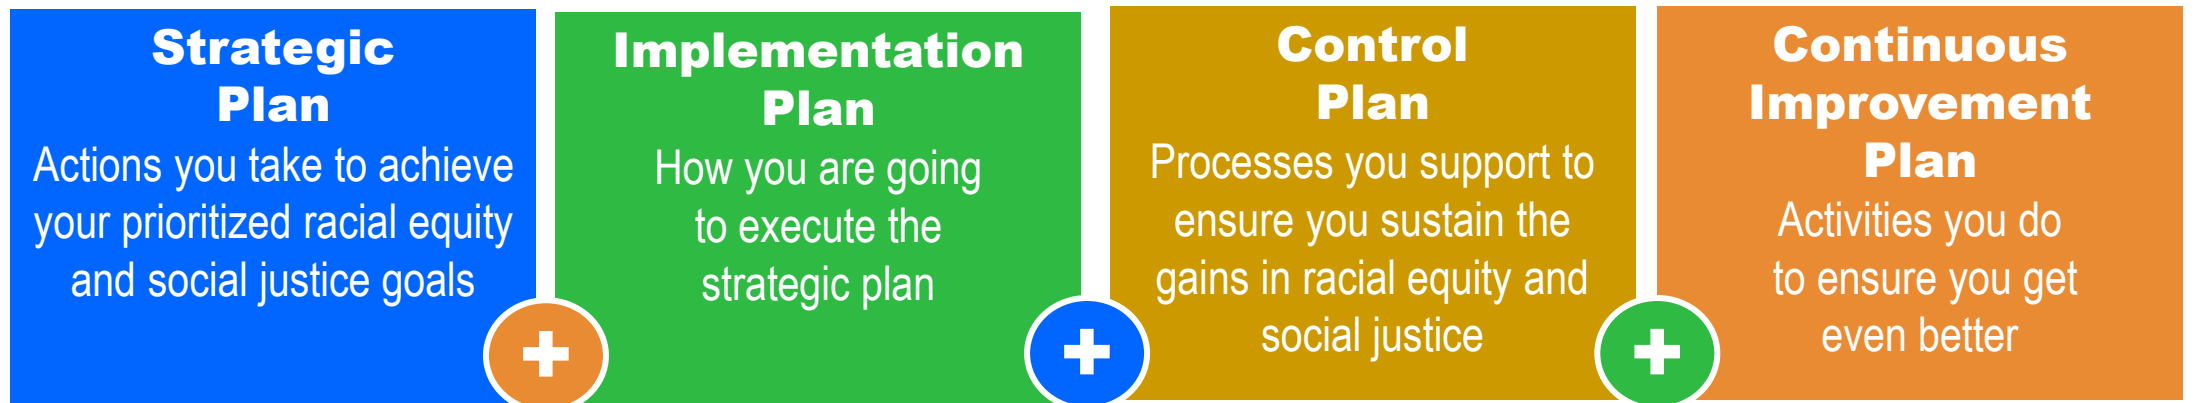 Strategic
Plan
Actions you take to achieve
your prioritized racial equity
and social justice goals
Implementation
Plan
How you are going
to execute the
strategic plan
Control
Plan
Processes you support to
ensure you sustain the
gains in racial equity and
social justice
Continuous
Improvement
Plan
Activities you do
to ensure you get
even better